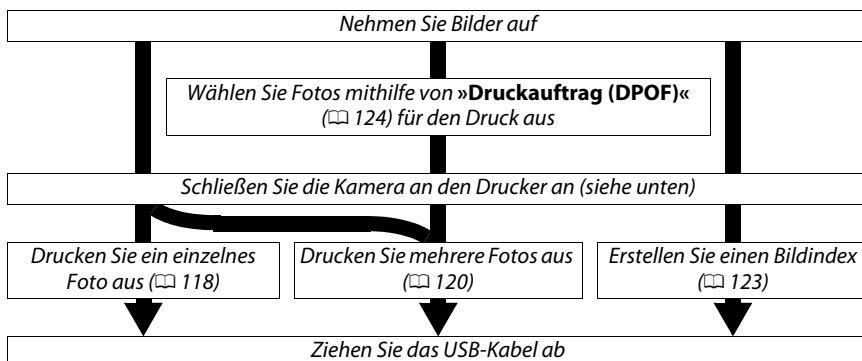 Nehmen Sie Bilder auf
Wählen Sie Fotos mithilfe von »Druckauftrag (DPOF)«
(📖 124) für den Druck aus
Schließen Sie die Kamera an den Drucker an (siehe unten)
Drucken Sie ein einzelnes
Foto aus (📖 118)
Drucken Sie mehrere Fotos aus
(📖 120)
Erstellen Sie einen Bildindex
(📖 123)
Ziehen Sie das USB-Kabel ab